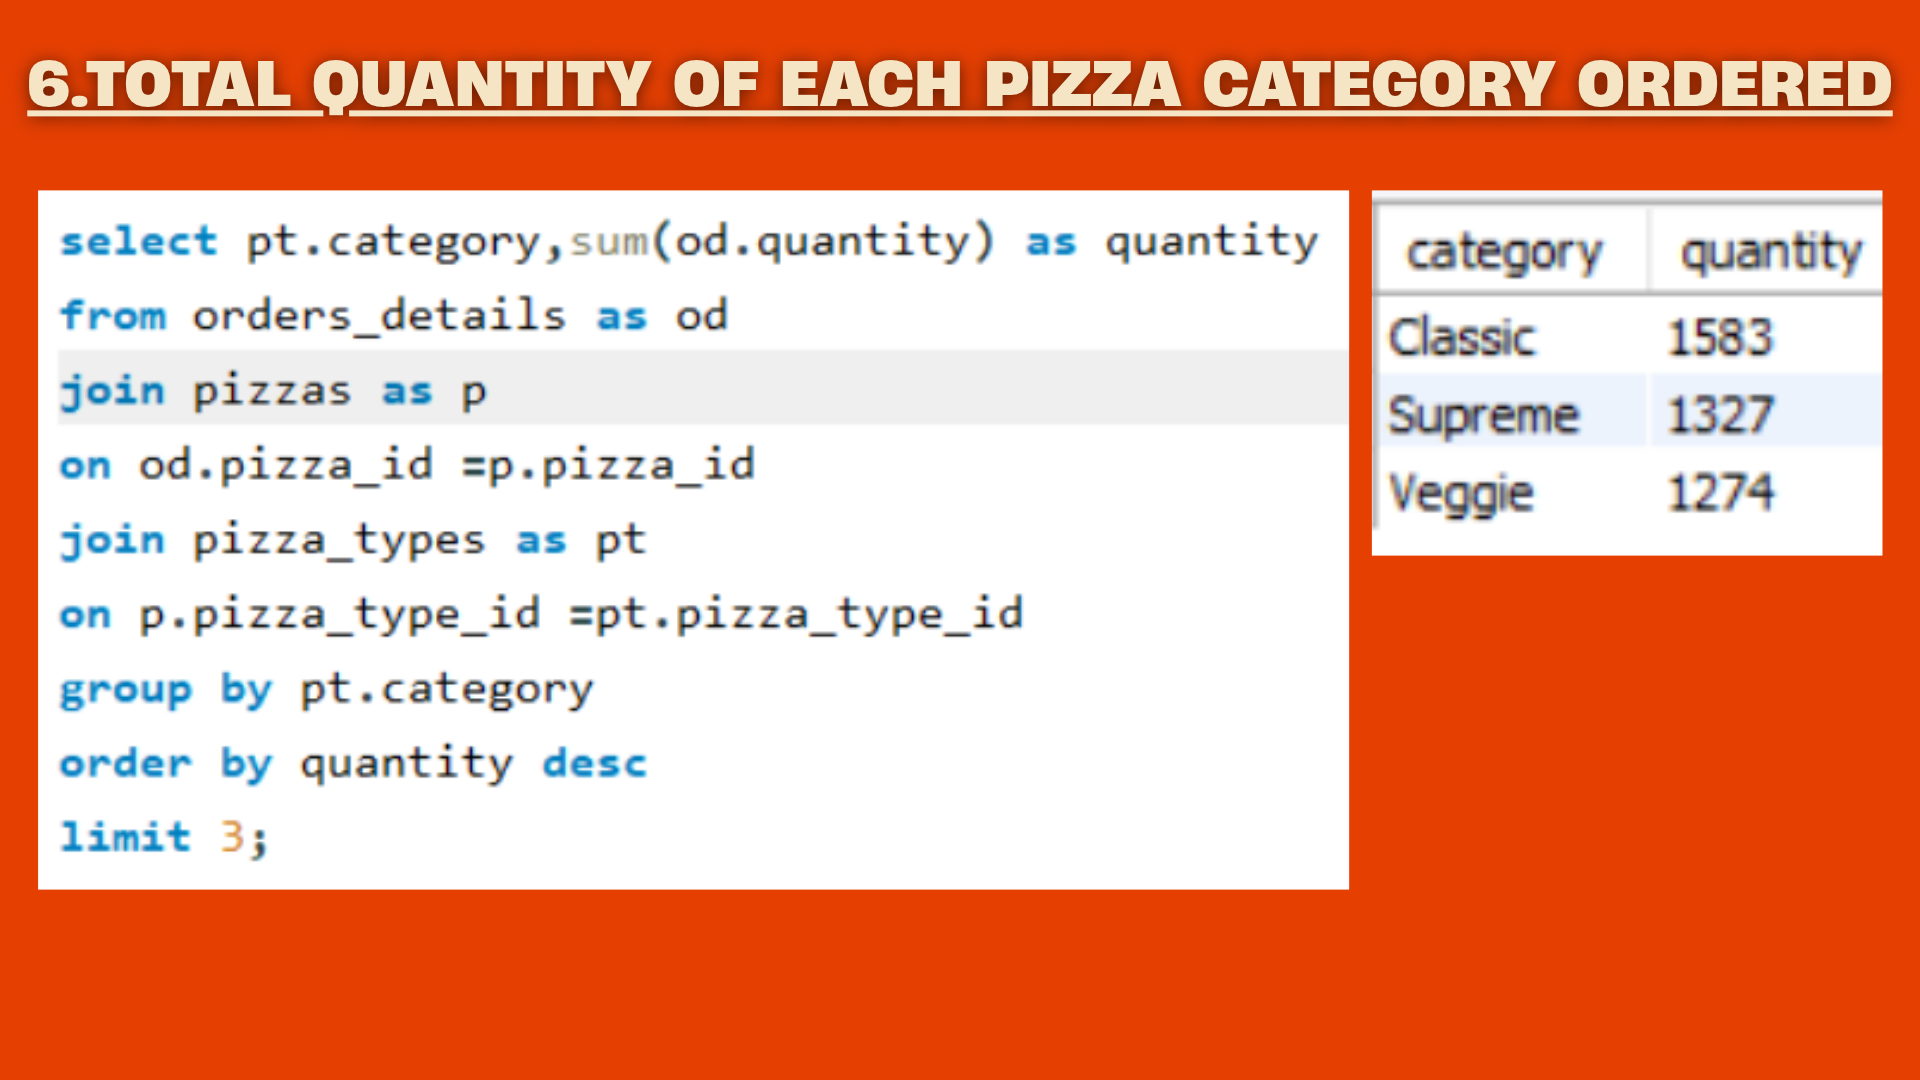 6.TOTAL QUANTITY OF EACH PIZZA CATEGORY ORDERED
select pt.category,sum(od.quantity) as quantity
from orders_details as od
join pizzas as p
on od.pizza_id =p.pizza_id
join pizza_types as pt
on p.pizza_type_id =pt.pizza_type_id
group by pt.category
order by quantity desc
limit 3;
category quantity
Classic 1583
Supreme 1327
Veggie 1274